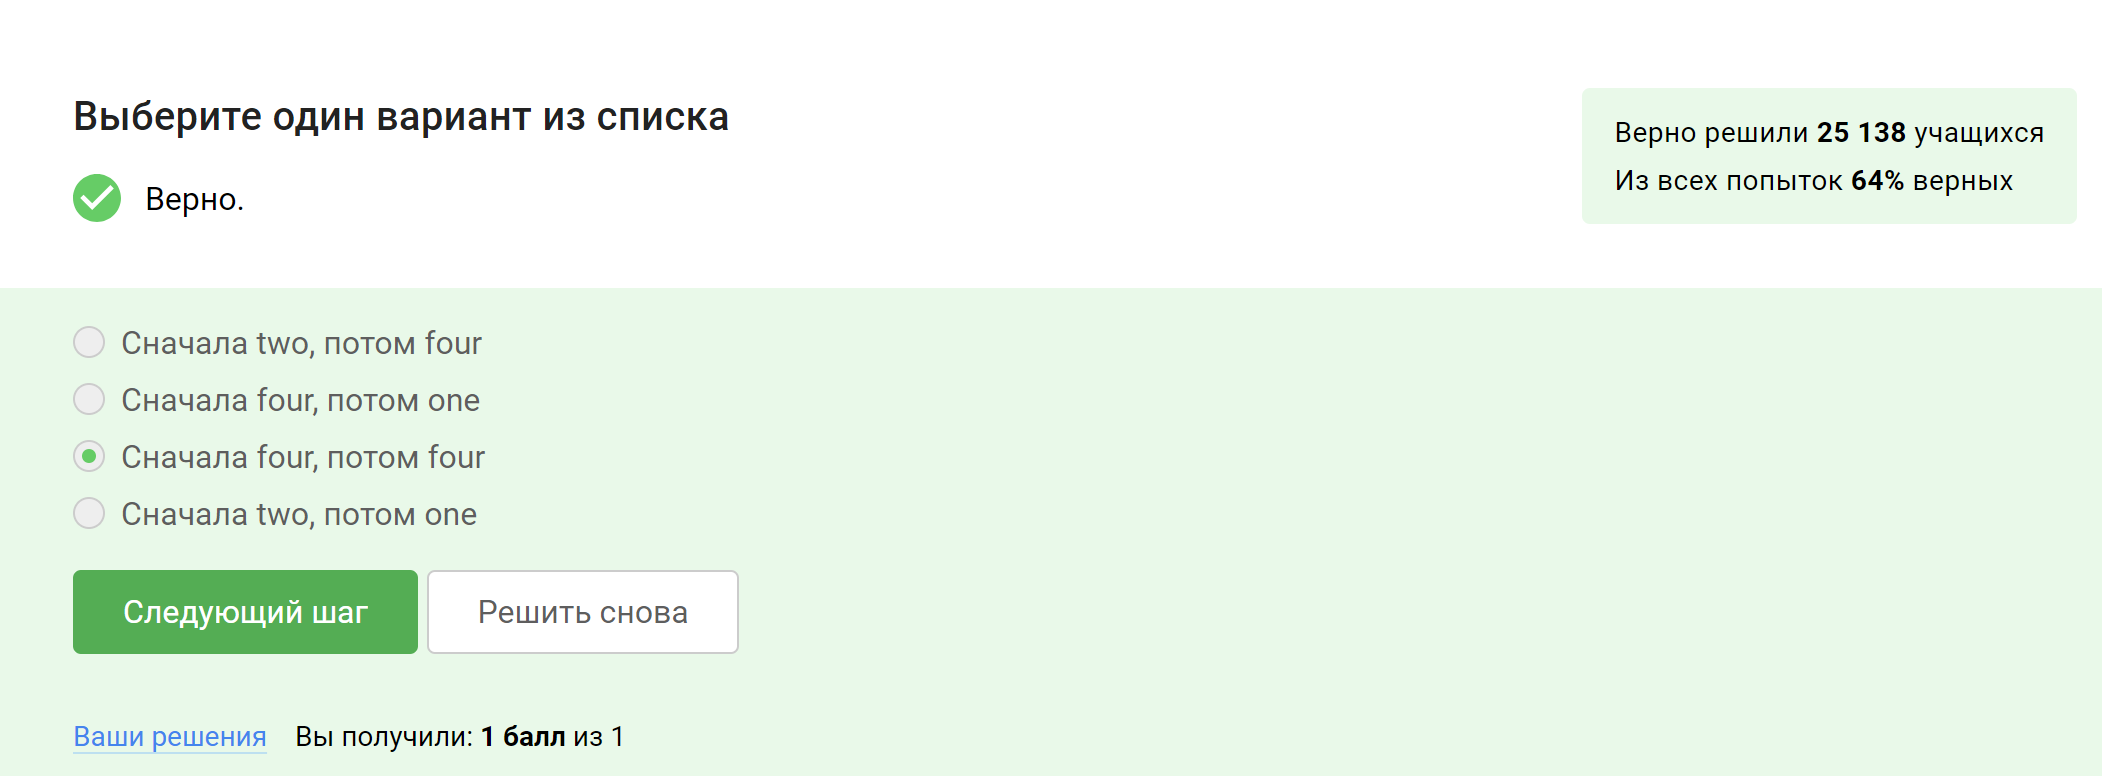 Выберите один вариант из списка
Верно.
Верно решили 25 138 учащихся
Из всех попыток 64% верных
Сначала two, потом four
Сначала four, потом one
Сначала four, потом four
Сначала two, потом one
Следующий шаг
Решить снова
Ваши решения
Вы получили: 1 балл из 1